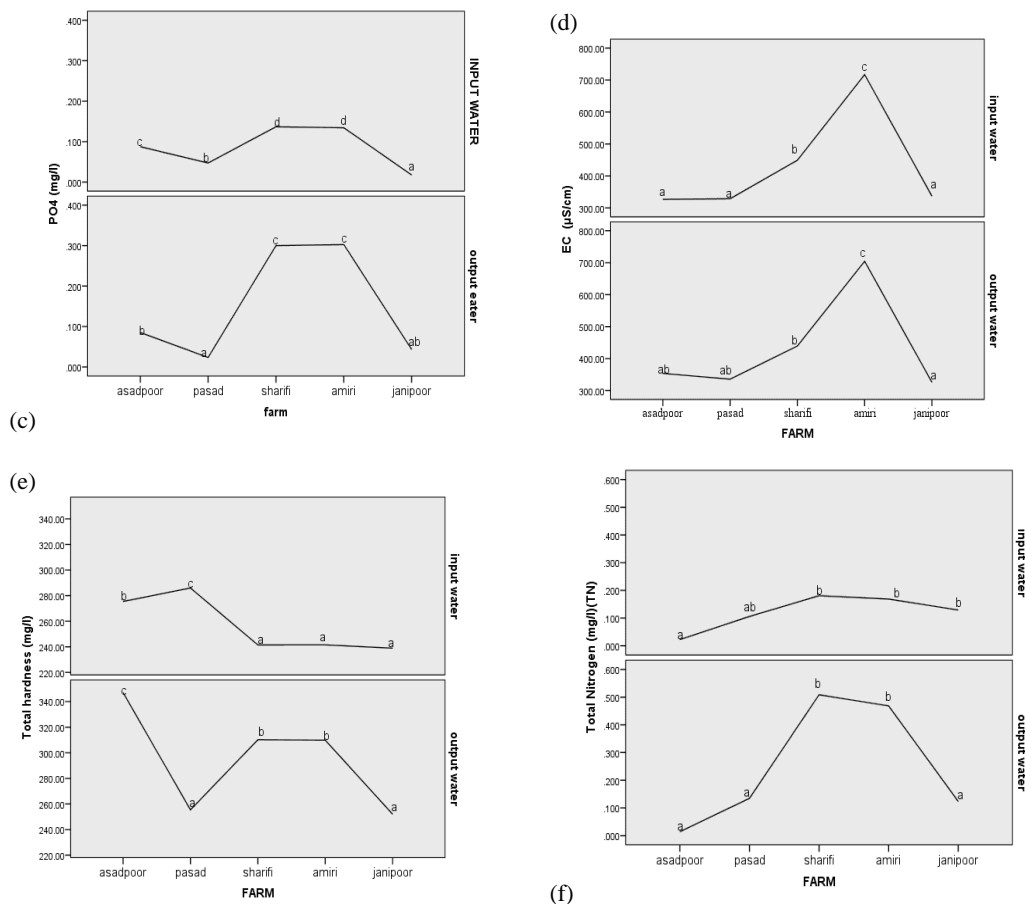 .400
.300
.200
.100
.000
c
b
d
d
a
INPUT WATER
PO4 (mg/l)
.400
.300
.200
.100
.000
b
a
c
c
ab
output eater
asadpoor pasad sharifi amiri janipoor
farm
(c)
(d)
800.00
700.00
600.00
500.00
400.00
300.00
a
a
b
c
a
input water
EC (µS/cm)
800.00
700.00
600.00
500.00
400.00
300.00
ab
ab
b
c
a
output water
asadpoor pasad sharifi amiri janipoor
FARM
(e)
340.00
320.00
300.00
280.00
260.00
240.00
220.00
b
c
a
a
a
input water
Total hardness (mg/l)
340.00
320.00
300.00
280.00
260.00
240.00
220.00
c
a
b
b
a
output water
asadpoor pasad sharifi amiri janipoor
FARM
.600
.500
.400
.300
.200
.100
.000
a
ab
b
b
b
input water
Total Nitrogen (mg/l)(TN)
.600
.500
.400
.300
.200
.100
.000
a
a
b
b
a
output water
asadpoor pasad sharifi amiri janipoor
FARM
(f)